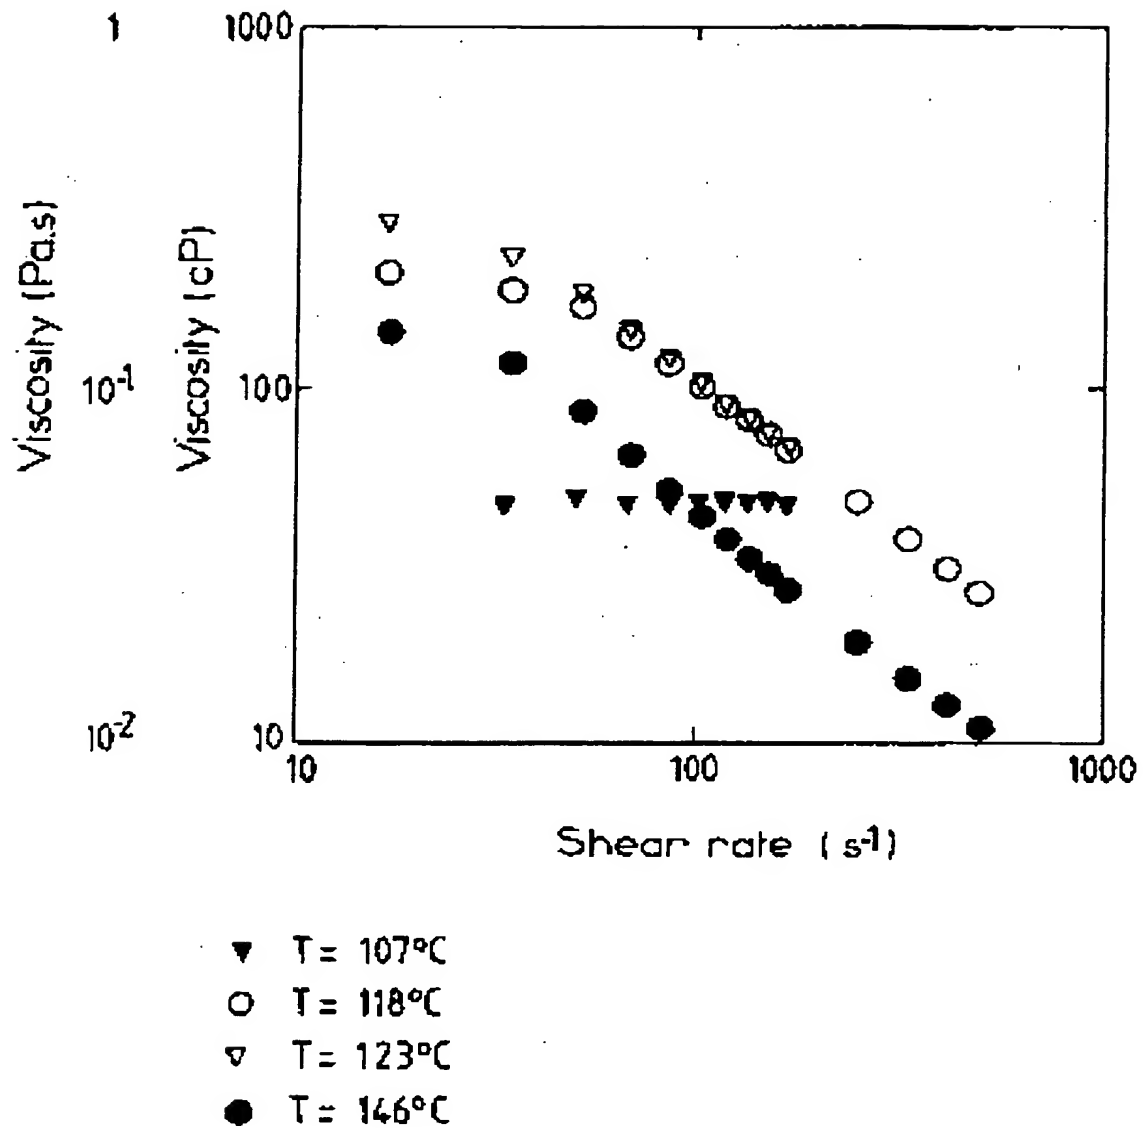 1 1000
Viscosity (Pa.s)
Viscosity (cP)
10-1 100
10-2 10
10 100 1000
Shear rate (s-1)
T= 107°C
T= 118°C
T= 123°C
T= 146°C